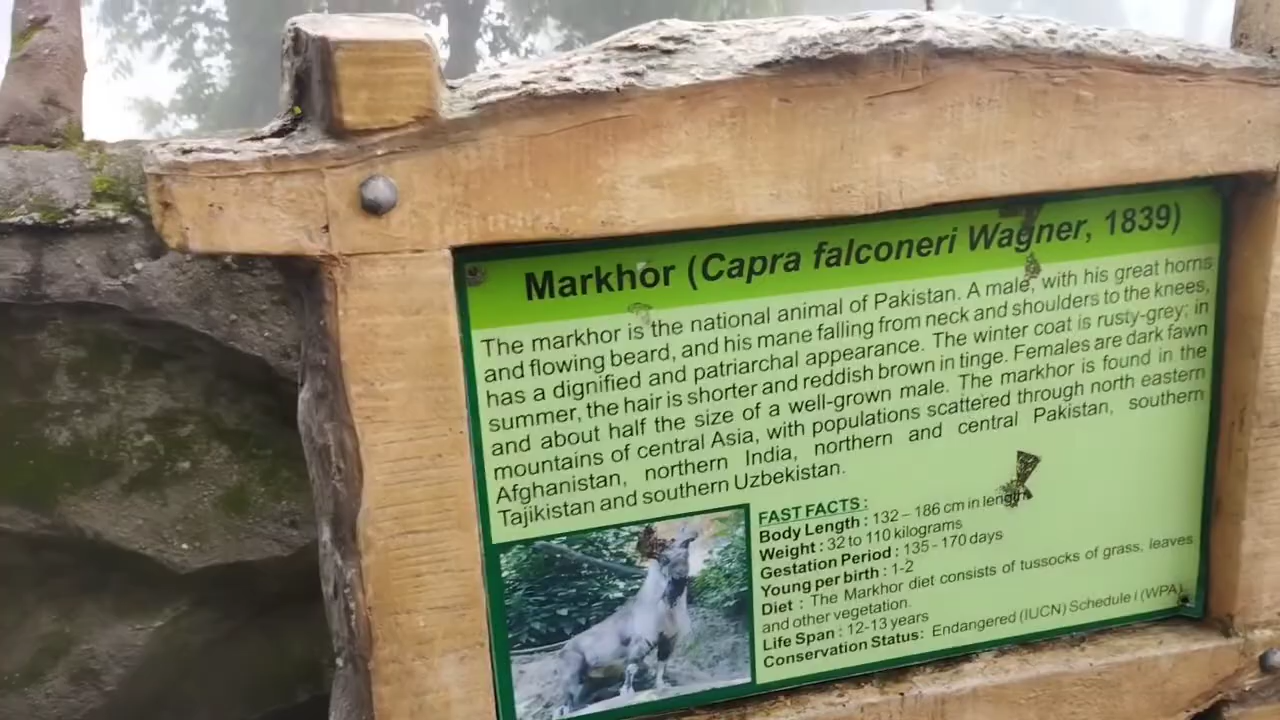 Markhor (Capra falconeri Wagner, 1839)
The markhor is the national animal of Pakistan. A male, with his great horns
and flowing beard, and his mane falling from neck and shoulders to the knees,
has a dignified and patriarchal appearance. The winter coat is rusty-grey; in
summer, the hair is shorter and reddish brown in tinge. Females are dark fawn
and about half the size of a well-grown male. The markhor is found in the
mountains of central Asia, with populations scattered through north eastern
Afghanistan, northern India, northern and central Pakistan, southern
Tajikistan and southern Uzbekistan.
FAST FACTS :
Body Length : 132 – 186 cm in length
Weight : 32 to 110 kilograms
Gestation Period : 135 - 170 days
Young per birth : 1-2
Diet : The Markhor diet consists of tussocks of grass, leaves
and other vegetation.
Life Span : 12-13 years
Conservation Status: Endangered (IUCN) Schedule I (WPA)